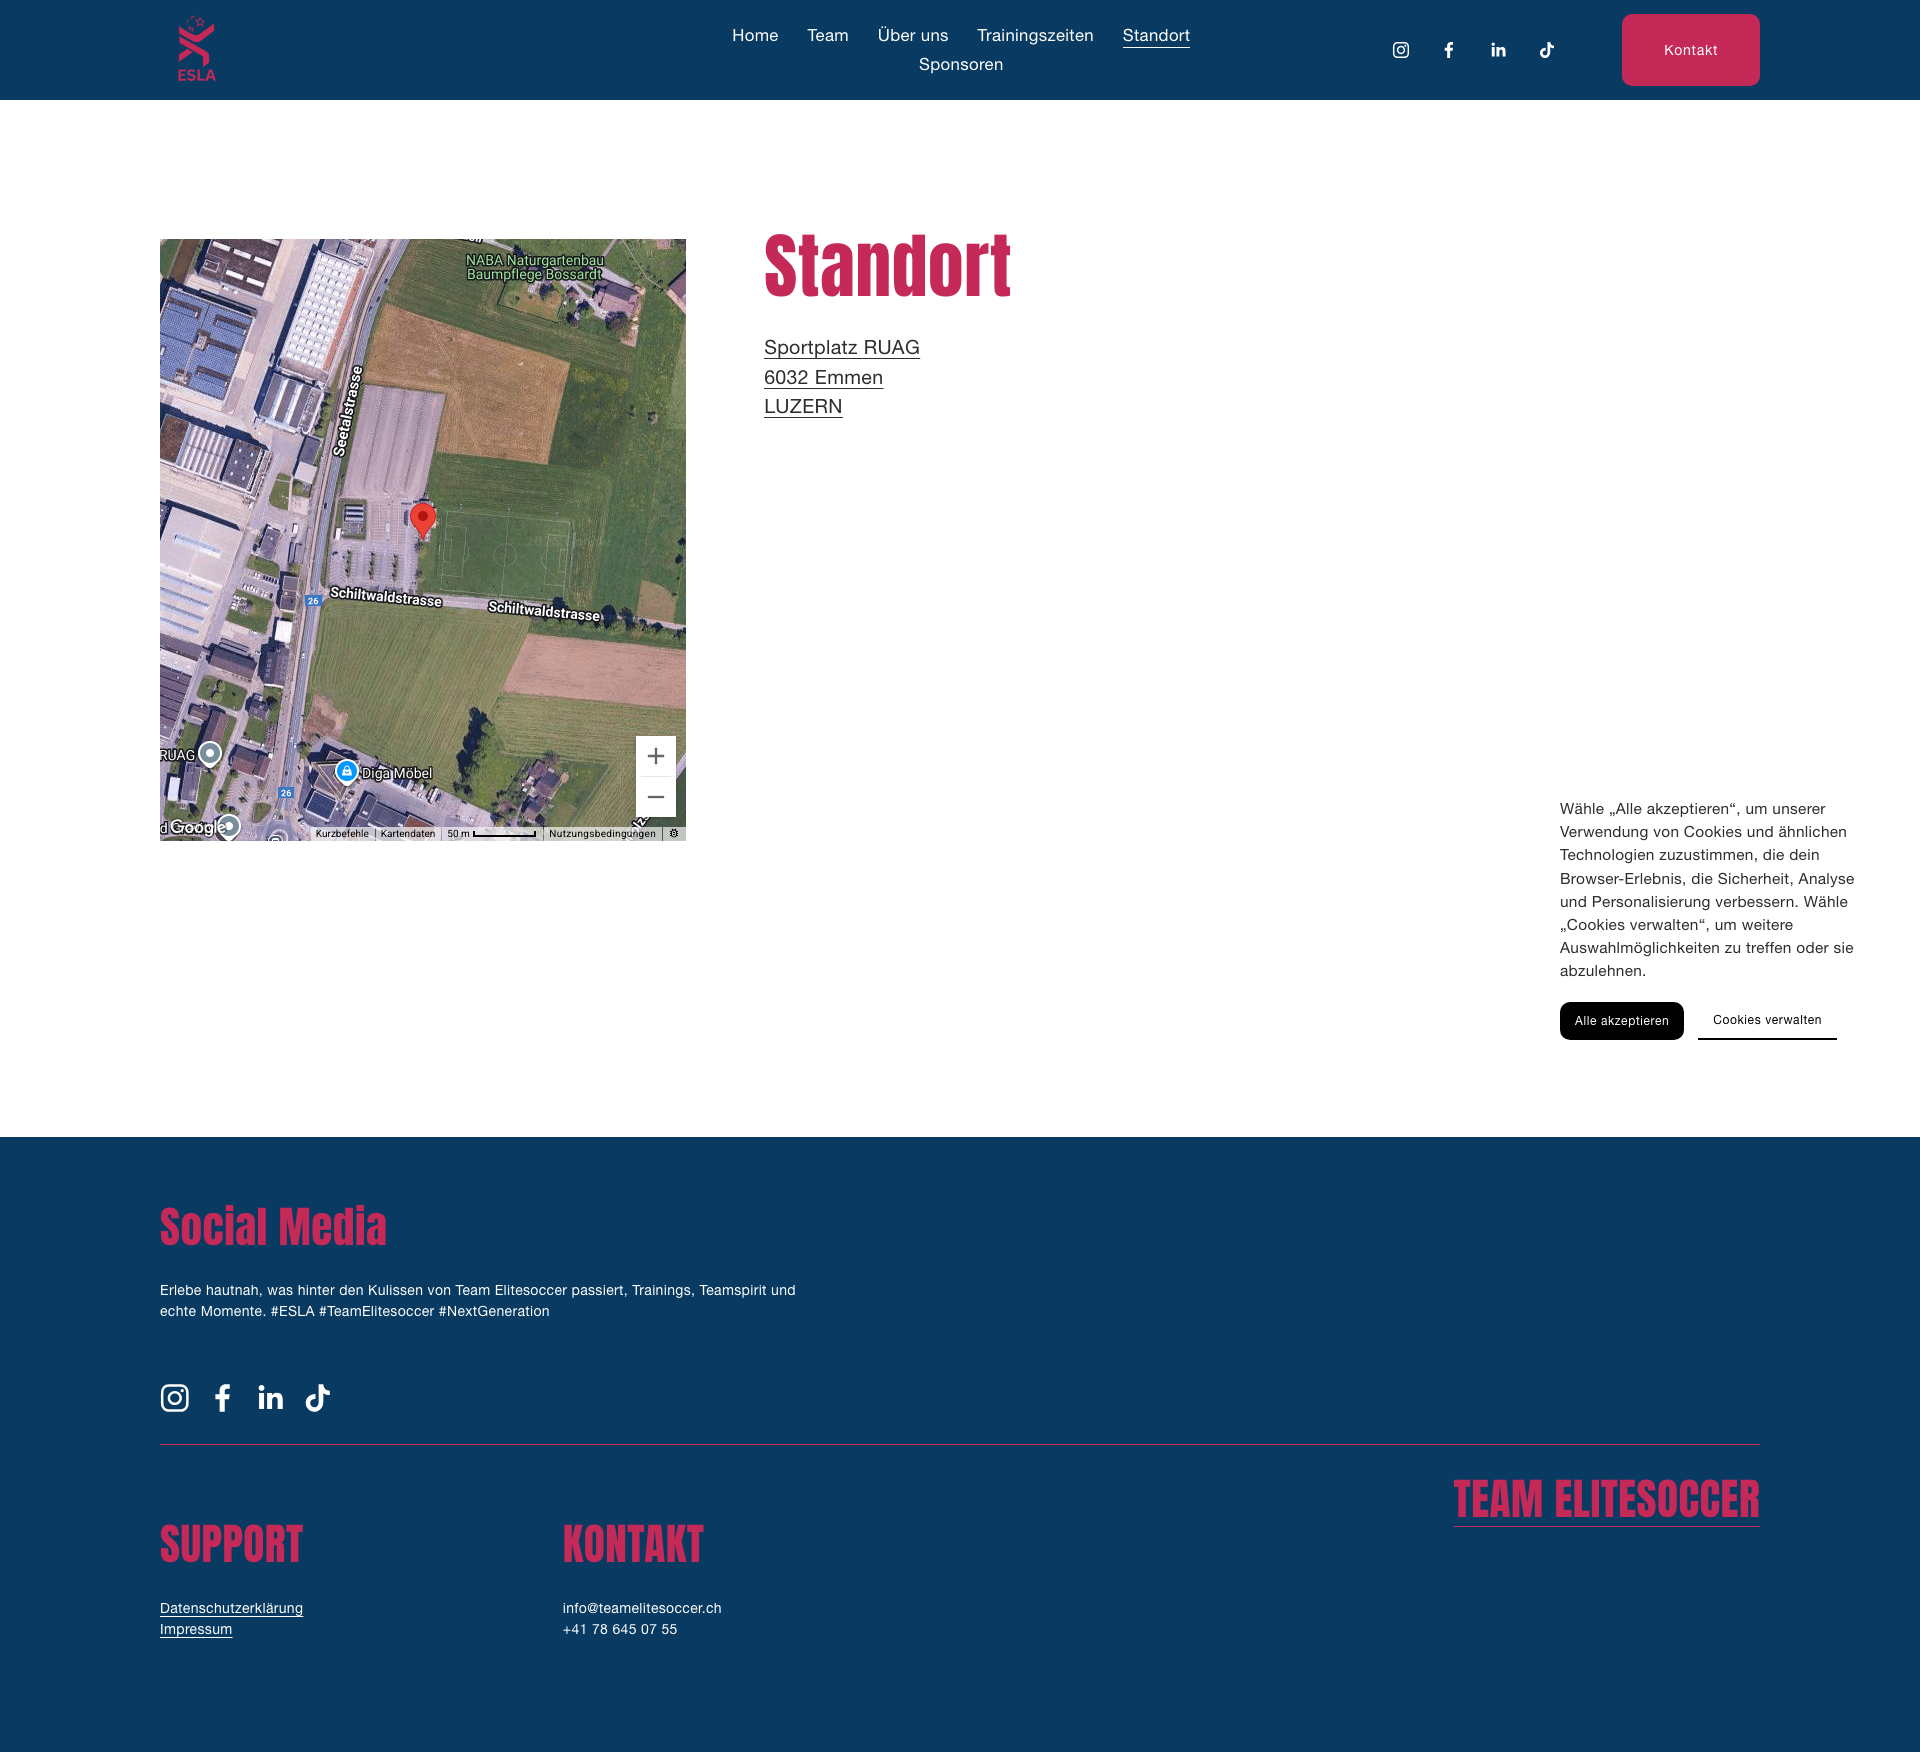 ESLA
Home Team Über uns Trainingszeiten Standort
Sponsoren
Kontakt
NABA Naturgartenbau
Baumpflege Bossardt
Seetalstrasse
Schiltwaldstrasse
Schiltwaldstrasse
26
RUAG
Diga Möbel
26
Google
Kurzbefehle
Kartendaten
50 m
Nutzungsbedingungen
Standort
Sportplatz RUAG
6032 Emmen
LUZERN
Wähle „Alle akzeptieren“, um unserer
Verwendung von Cookies und ähnlichen
Technologien zuzustimmen, die dein
Browser-Erlebnis, die Sicherheit, Analyse
und Personalisierung verbessern. Wähle
„Cookies verwalten“, um weitere
Auswahlmöglichkeiten zu treffen oder sie
abzulehnen.
Alle akzeptieren
Cookies verwalten
Social Media
Erlebe hautnah, was hinter den Kulissen von Team Elitesoccer passiert, Trainings, Teamspirit und
echte Momente. #ESLA #TeamElitesoccer #NextGeneration
TEAM ELITESOCCER
SUPPORT
Datenschutzerklärung
Impressum
KONTAKT
info@teamelitesoccer.ch
+41 78 645 07 55